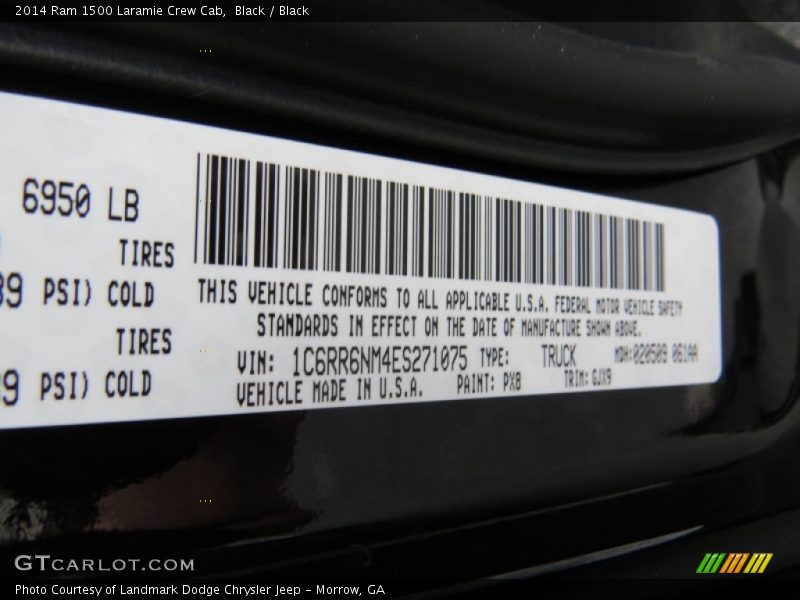 2014 Ram 1500 Laramie Crew Cab,  Black / Black
6950 LB
TIRES
PSI) COLD
TIRES
PSI) COLD
THIS VEHICLE CONFORMS TO ALL APPLICABLE U.S.A. FEDERAL MOTOR VEHICLE SAFETY
STANDARDS IN EFFECT ON THE DATE OF MANUFACTURE SHOWN ABOVE.
VIN: 1C6RR6NM4ES271075 TYPE: TRUCK MDH:020509 061AA
VEHICLE MADE IN U.S.A. PAINT: PX8 TRIM: GJX9
GTCARLOT.COM
Photo Courtesy of Landmark Dodge Chrysler Jeep - Morrow, GA